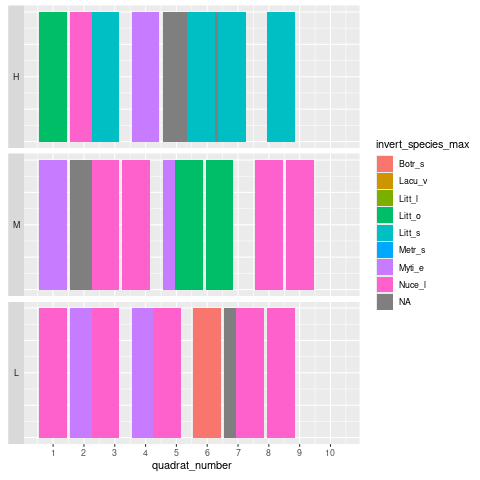 H
M
L
1 2 3 4 5 6 7 8 9 10
quadrat_number
invert_species_max
Botr_s
Lacu_v
Litt_l
Litt_o
Litt_s
Metr_s
Myti_e
Nuce_l
NA